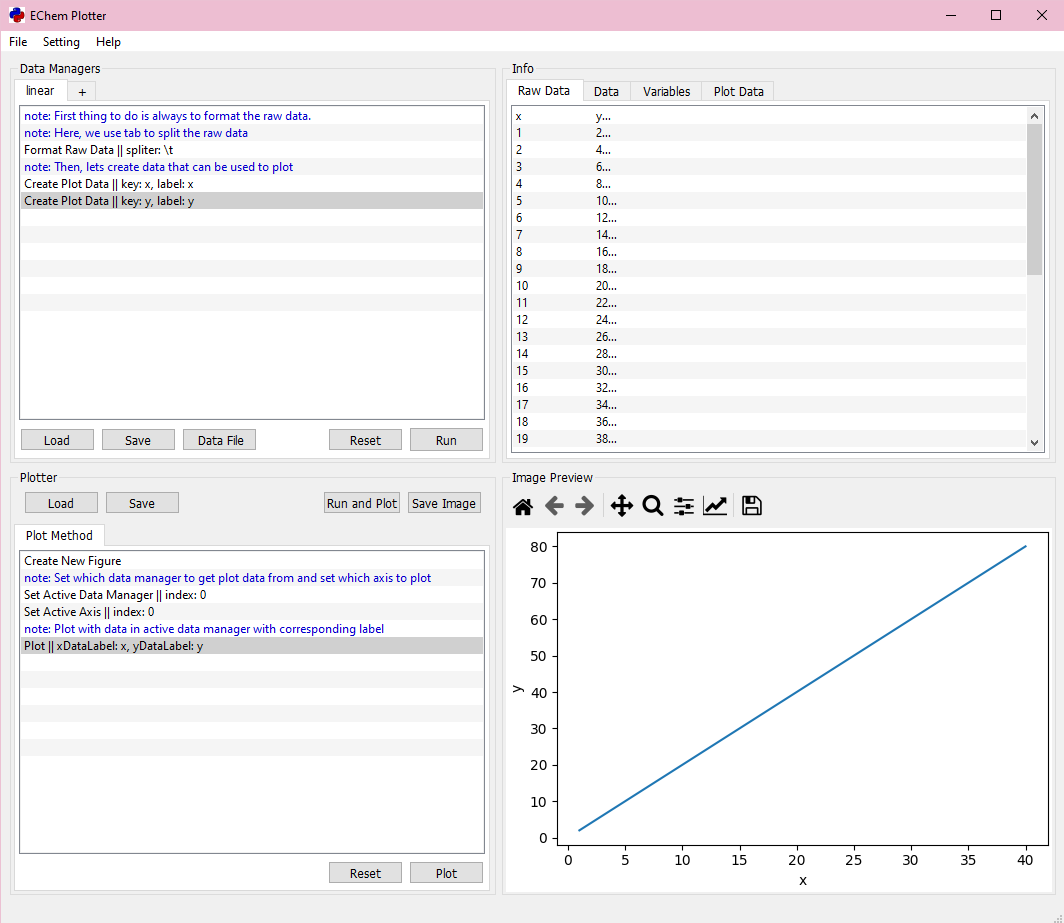 EChem Plotter
File Setting Help
Data Managers
linear +
note: First thing to do is always to format the raw data.
note: Here, we use tab to split the raw data
Format Raw Data || spliter: \t
note: Then, lets create data that can be used to plot
Create Plot Data || key: x, label: x
Create Plot Data || key: y, label: y
Load Save Data File Reset Run
Info
Raw Data Data Variables Plot Data
x y...
1 2...
2 4...
3 6...
4 8...
5 10...
6 12...
7 14...
8 16...
9 18...
10 20...
11 22...
12 24...
13 26...
14 28...
15 30...
16 32...
17 34...
18 36...
19 38...
Plotter
Load Save Run and Plot Save Image
Plot Method
Create New Figure
note: Set which data manager to get plot data from and set which axis to plot
Set Active Data Manager || index: 0
Set Active Axis || index: 0
note: Plot with data in active data manager with corresponding label
Plot || xDataLabel: x, yDataLabel: y
Reset Plot
Image Preview
80
70
60
50
40
30
20
10
0
y
0 5 10 15 20 25 30 35 40
x